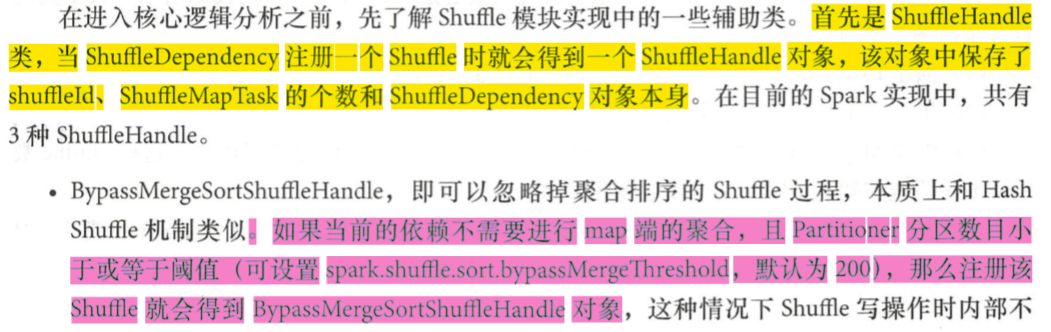 在进入核心逻辑分析之前，先了解 Shuffle 模块实现中的一些辅助类。首先是 ShuffleHandle
类，当 ShuffleDependency 注册一个 Shuffle 时就会得到一个 ShuffleHandle 对象，该对象中保存了
shuffleId、ShuffleMapTask 的个数和 ShuffleDependency 对象本身。在目前的 Spark 实现中，共有
3 种 ShuffleHandle。
• BypassMergeSortShuffleHandle，即可以忽略掉聚合排序的 Shuffle 过程，本质上和 Hash
Shuffle 机制类似。如果当前的依赖不需要进行 map 端的聚合，且 Partitioner 分区数目小
于或等于阈值（可设置 spark.shuffle.sort.bypassMergeThreshold，默认为 200），那么注册该
Shuffle 就会得到 BypassMergeSortShuffleHandle 对象，这种情况下 Shuffle 写操作时内部不